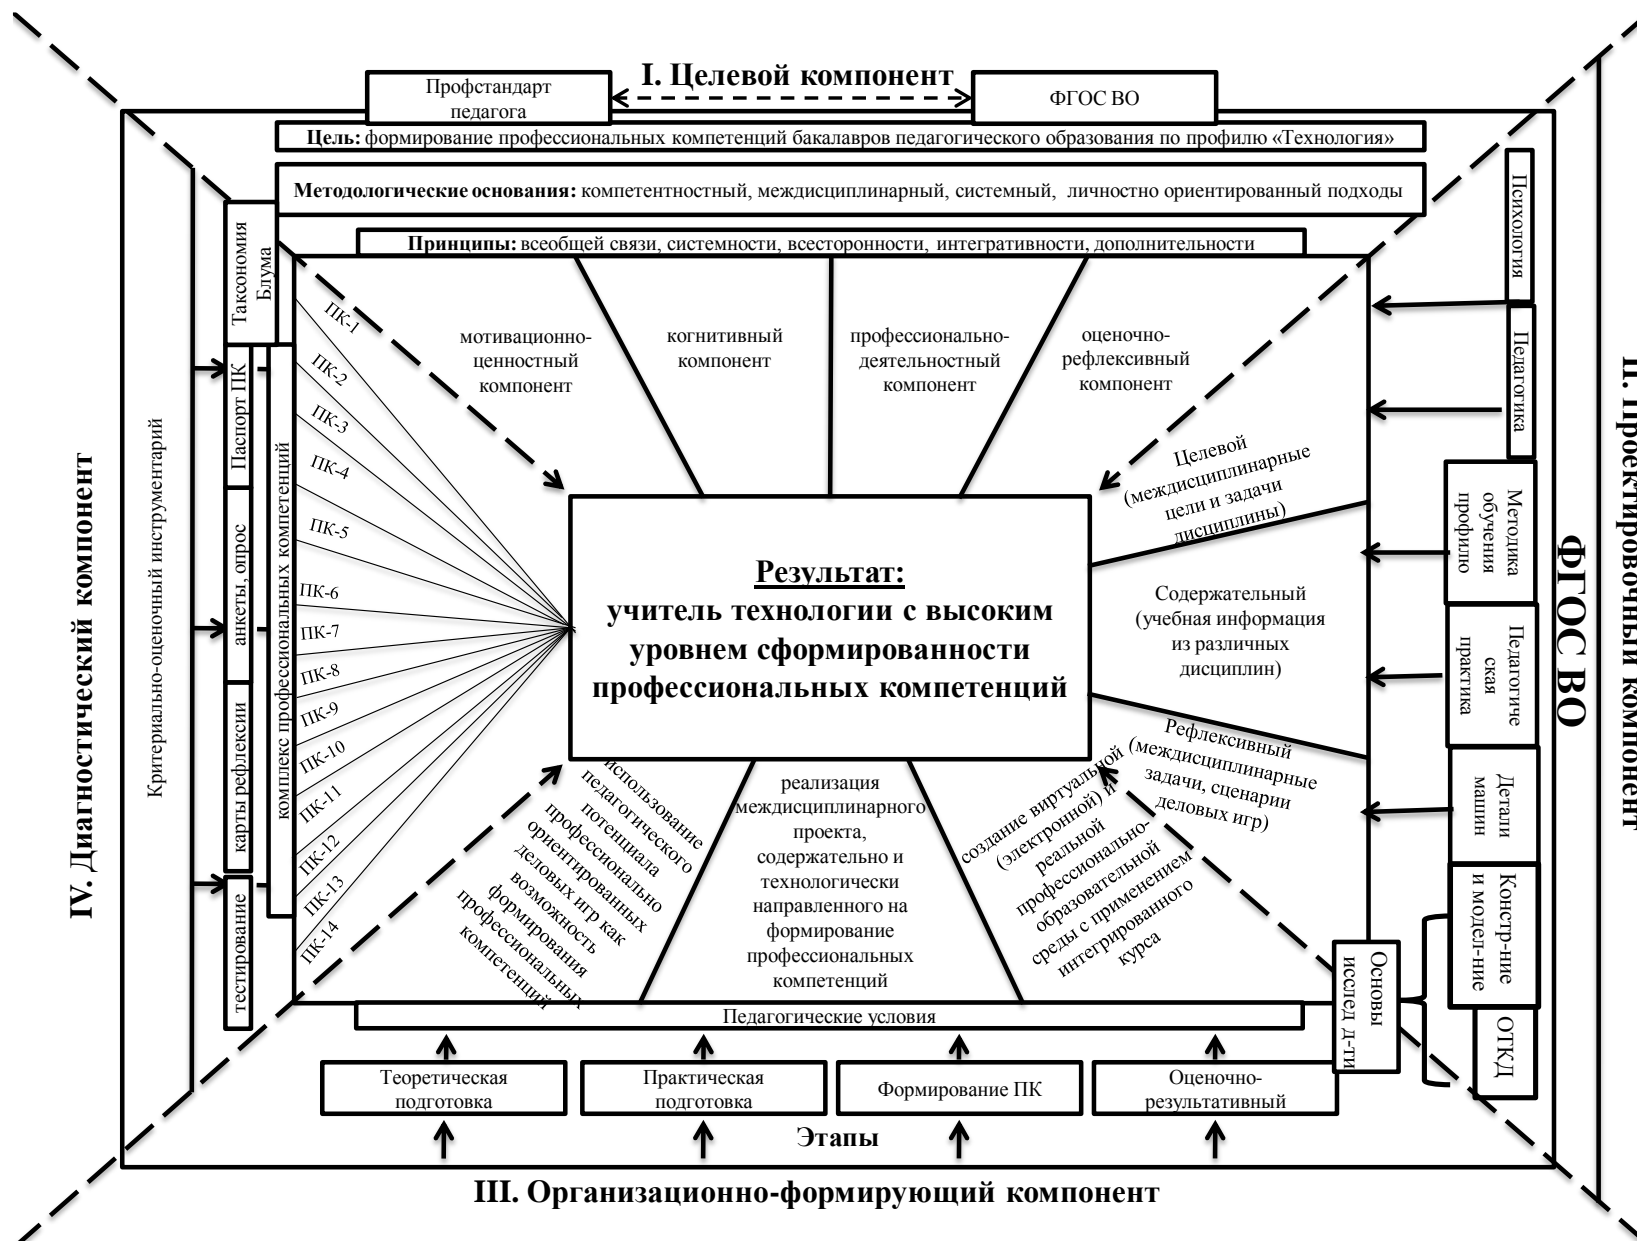 I. Целевой компонент
Профстандарт
педагога
ФГОС ВО
Цель: формирование профессиональных компетенций бакалавров педагогического образования по профилю «Технология»
Методологические основания: компетентностный, междисциплинарный, системный, личностно ориентированный подходы
Принципы: всеобщей связи, системности, всесторонности, интегративности, дополнительности
мотивационно-
ценностный
компонент
когнитивный
компонент
профессионально-
деятельностный
компонент
оценочно-
рефлексивный
компонент
IV. Диагностический компонент
Критериально-оценочный инструментарий
Таксономия
Блума
Паспорт ПК
анкеты, опрос
карты рефлексии
тестирование
комплекс профессиональных компетенций
ПК-1
ПК-2
ПК-3
ПК-4
ПК-5
ПК-6
ПК-7
ПК-8
ПК-9
ПК-10
ПК-11
ПК-12
ПК-13
ПК-14
Результат:
учитель технологии с высоким
уровнем сформированности
профессиональных компетенций
Целевой
(междисциплинарные
цели и задачи
дисциплины)
Содержательный
(учебная информация
из различных
дисциплин)
Рефлексивный
(междисциплинарные
задачи, сценарии
деловых игр)
II. Проектировочный компонент
ФГОС ВО
Психология
Педагогика
Методика
обучения
профилю
Педагогиче
ская
практика
Детали
машин
Констр-ние
и модел-ние
ОТКД
Основы
исслед д-ти
использование
педагогического
потенциала
профессионально
ориентированных
деловых игр как
возможность
формирования
профессиональных
компетенций
реализация
междисциплинарного
проекта,
содержательно и
технологически
направленного на
формирование
профессиональных
компетенций
создание виртуальной
(электронной) и
реальной
профессионально-
образовательной
среды с применением
интегрированного
курса
Педагогические условия
Теоретическая
подготовка
Практическая
подготовка
Формирование ПК
Оценочно-
результативный
Этапы
III. Организационно-формирующий компонент